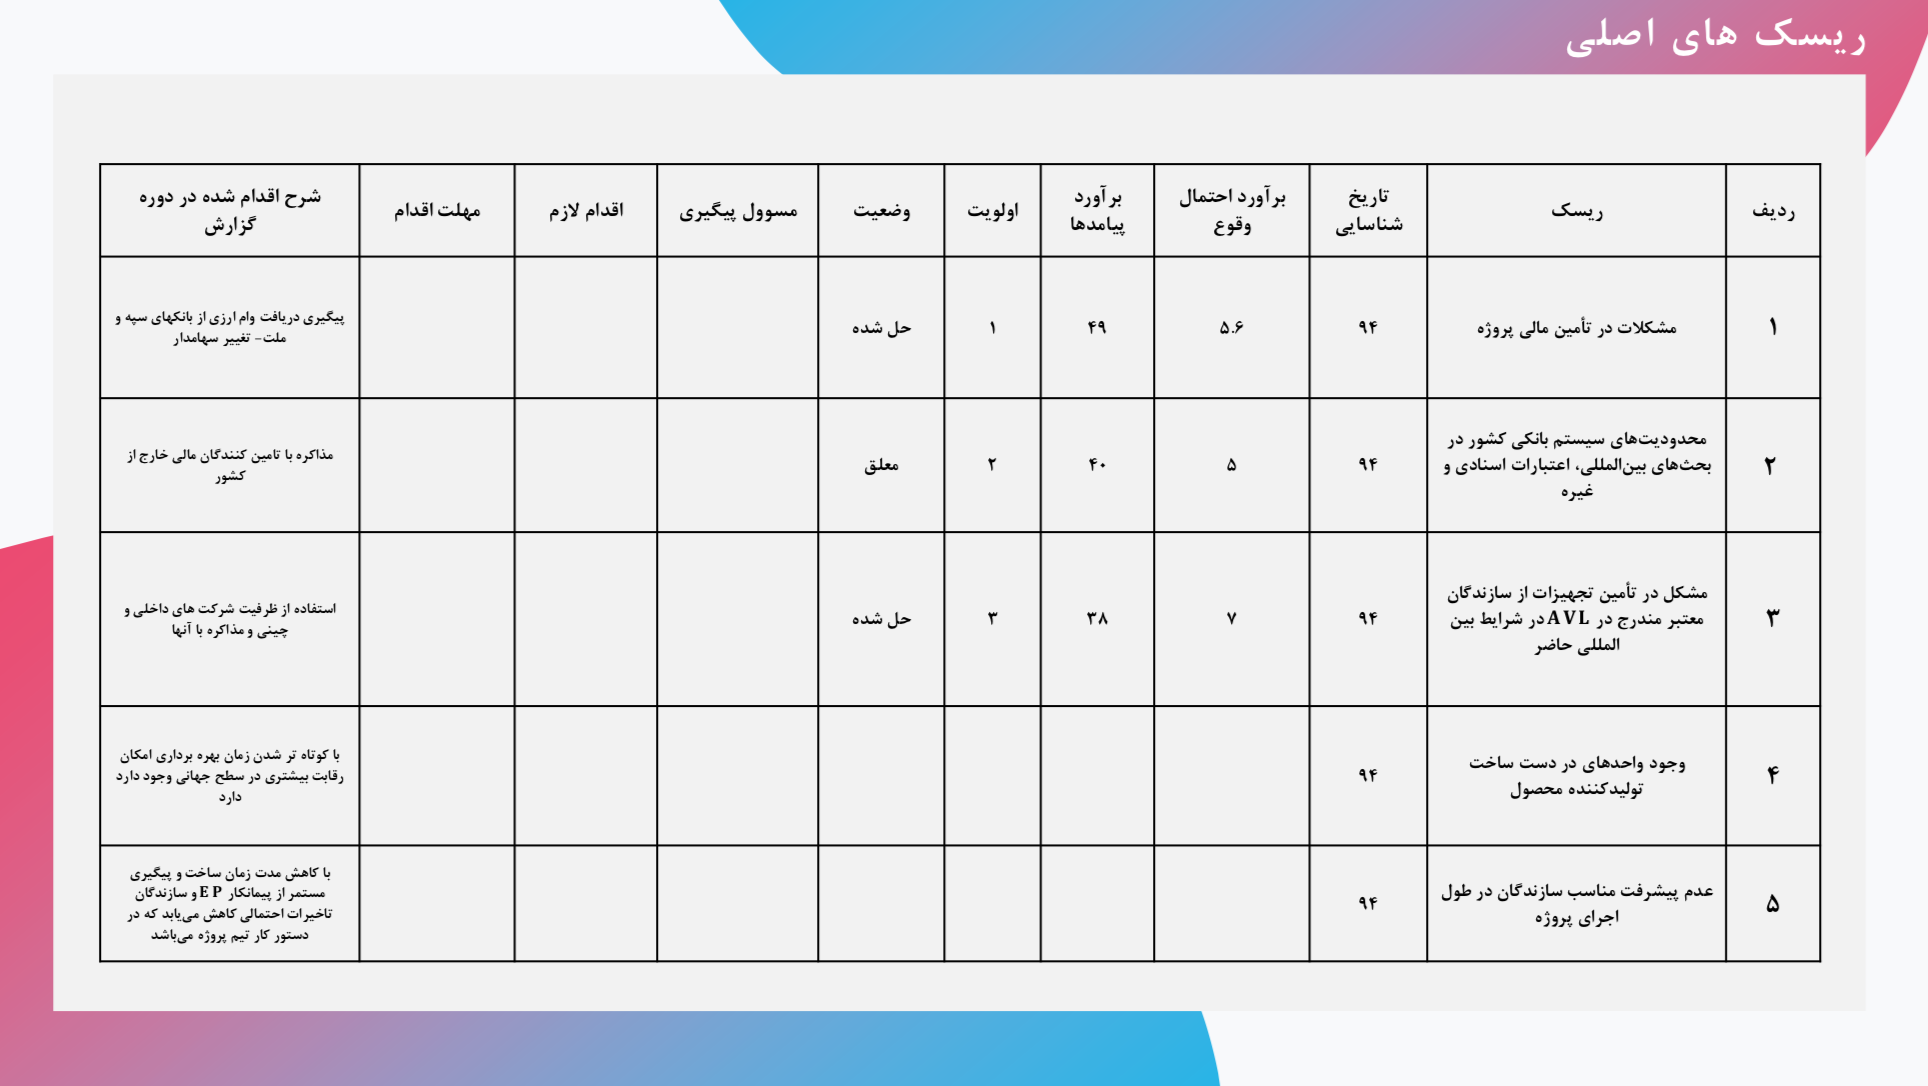 ریسک های اصلی
ردیف
ریسک
تاریخ
شناسایی
برآورد احتمال
وقوع
برآورد
پیامدها
اولویت
وضعیت
مسوول پیگیری
اقدام لازم
مهلت اقدام
شرح اقدام شده در دوره
گزارش
۱
مشکلات در تأمین مالی پروژه
۹۴
۵.۶
۴۹
۱
حل شده
پیگیری دریافت وام ارزی از بانکهای سپه و
ملت- تغییر سهامدار
۲
محدودیت‌های سیستم بانکی کشور در
بحث‌های بین‌المللی، اعتبارات اسنادی و
غیره
۹۴
۵
۴۰
۲
معلق
مذاکره با تامین کنندگان مالی خارج از
کشور
۳
مشکل در تأمین تجهیزات از سازندگان
معتبر مندرج در AVL در شرایط بین
المللی حاضر
۹۴
۷
۳۸
۳
حل شده
استفاده از ظرفیت شرکت های داخلی و
چینی و مذاکره با آنها
۴
وجود واحدهای در دست ساخت
تولیدکننده محصول
۹۴
با کوتاه تر شدن زمان بهره برداری امکان
رقابت بیشتری در سطح جهانی وجود دارد
دارد
۵
عدم پیشرفت مناسب سازندگان در طول
اجرای پروژه
۹۴
با کاهش مدت زمان ساخت و پیگیری
مستمر از پیمانکار EP و سازندگان
تاخیرات احتمالی کاهش می‌یابد که در
دستور کار تیم پروژه می‌باشد